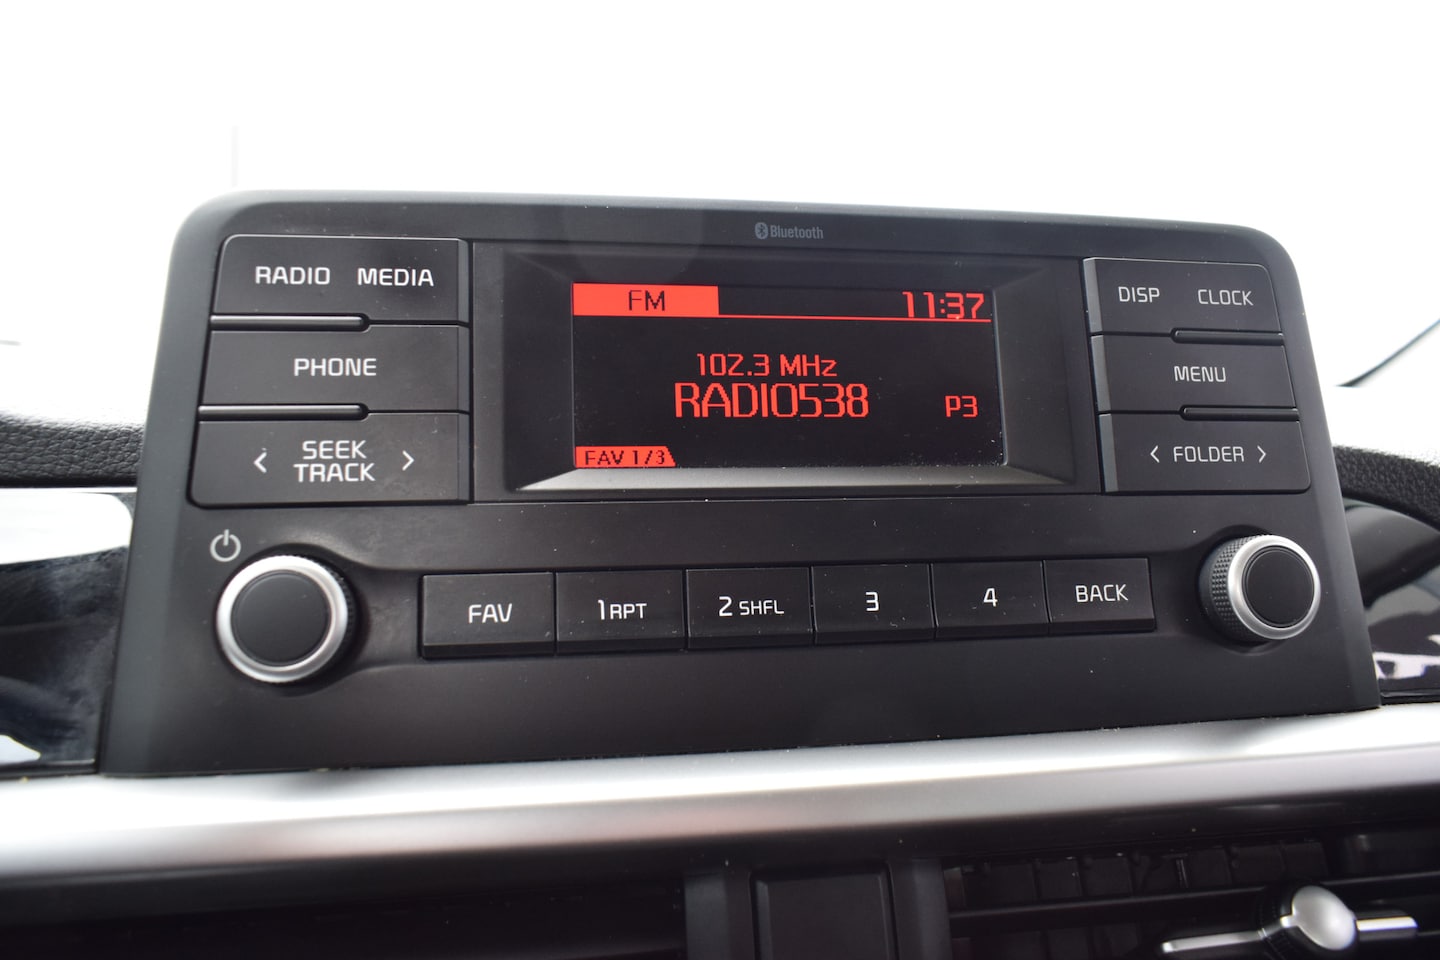 Bluetooth
RADIO MEDIA
PHONE
< SEEK TRACK >
FM 11:37
102.3 MHz
RADIO538 P3
FAV 1/3
DISP CLOCK
MENU
< FOLDER >
FAV 1 RPT 2 SHFL 3 4 BACK